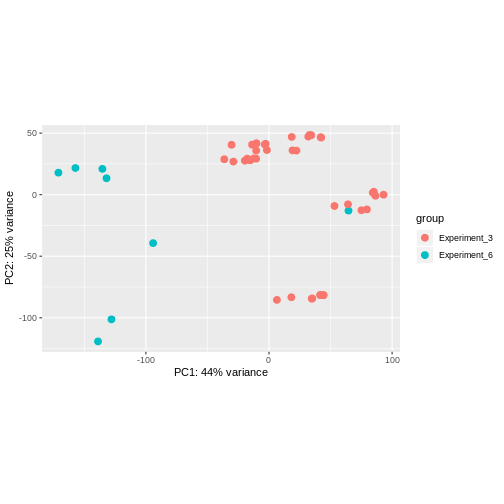 50
0
-50
-100
PC2: 25% variance
-100
0
100
PC1: 44% variance
group
Experiment_3
Experiment_6